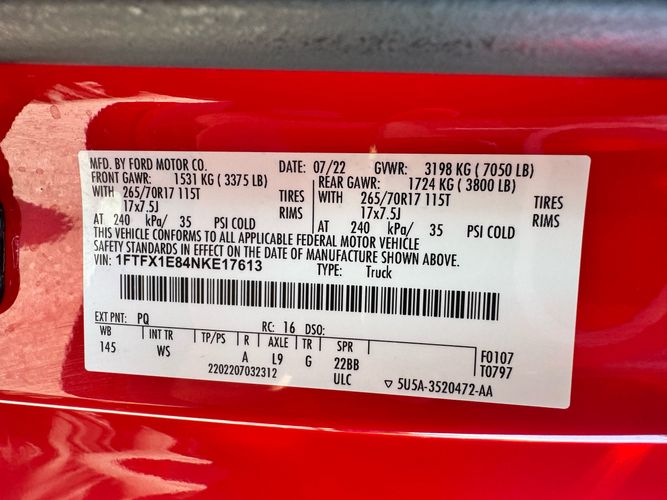 MFD. BY FORD MOTOR CO. DATE: 07/22 GVWR: 3198 KG ( 7050 LB)
FRONT GAWR: 1531 KG ( 3375 LB) REAR GAWR: 1724 KG ( 3800 LB)
WITH 265/70R17 115T TIRES WITH 265/70R17 115T TIRES
17x7.5J RIMS 17x7.5J RIMS
AT 240 kPa/ 35 PSI COLD AT 240 kPa/ 35 PSI COLD
THIS VEHICLE CONFORMS TO ALL APPLICABLE FEDERAL MOTOR VEHICLE
SAFETY STANDARDS IN EFFECT ON THE DATE OF MANUFACTURE SHOWN ABOVE.
VIN: 1FTFX1E84NKE17613 TYPE: Truck
EXT PNT: PQ RC: 16 DSO:
WB INT TR TP/PS R AXLE TR SPR F0107
145 WS A L9 G 22BB T0797
2202207032312 ULC ▽ 5U5A-3520472-AA